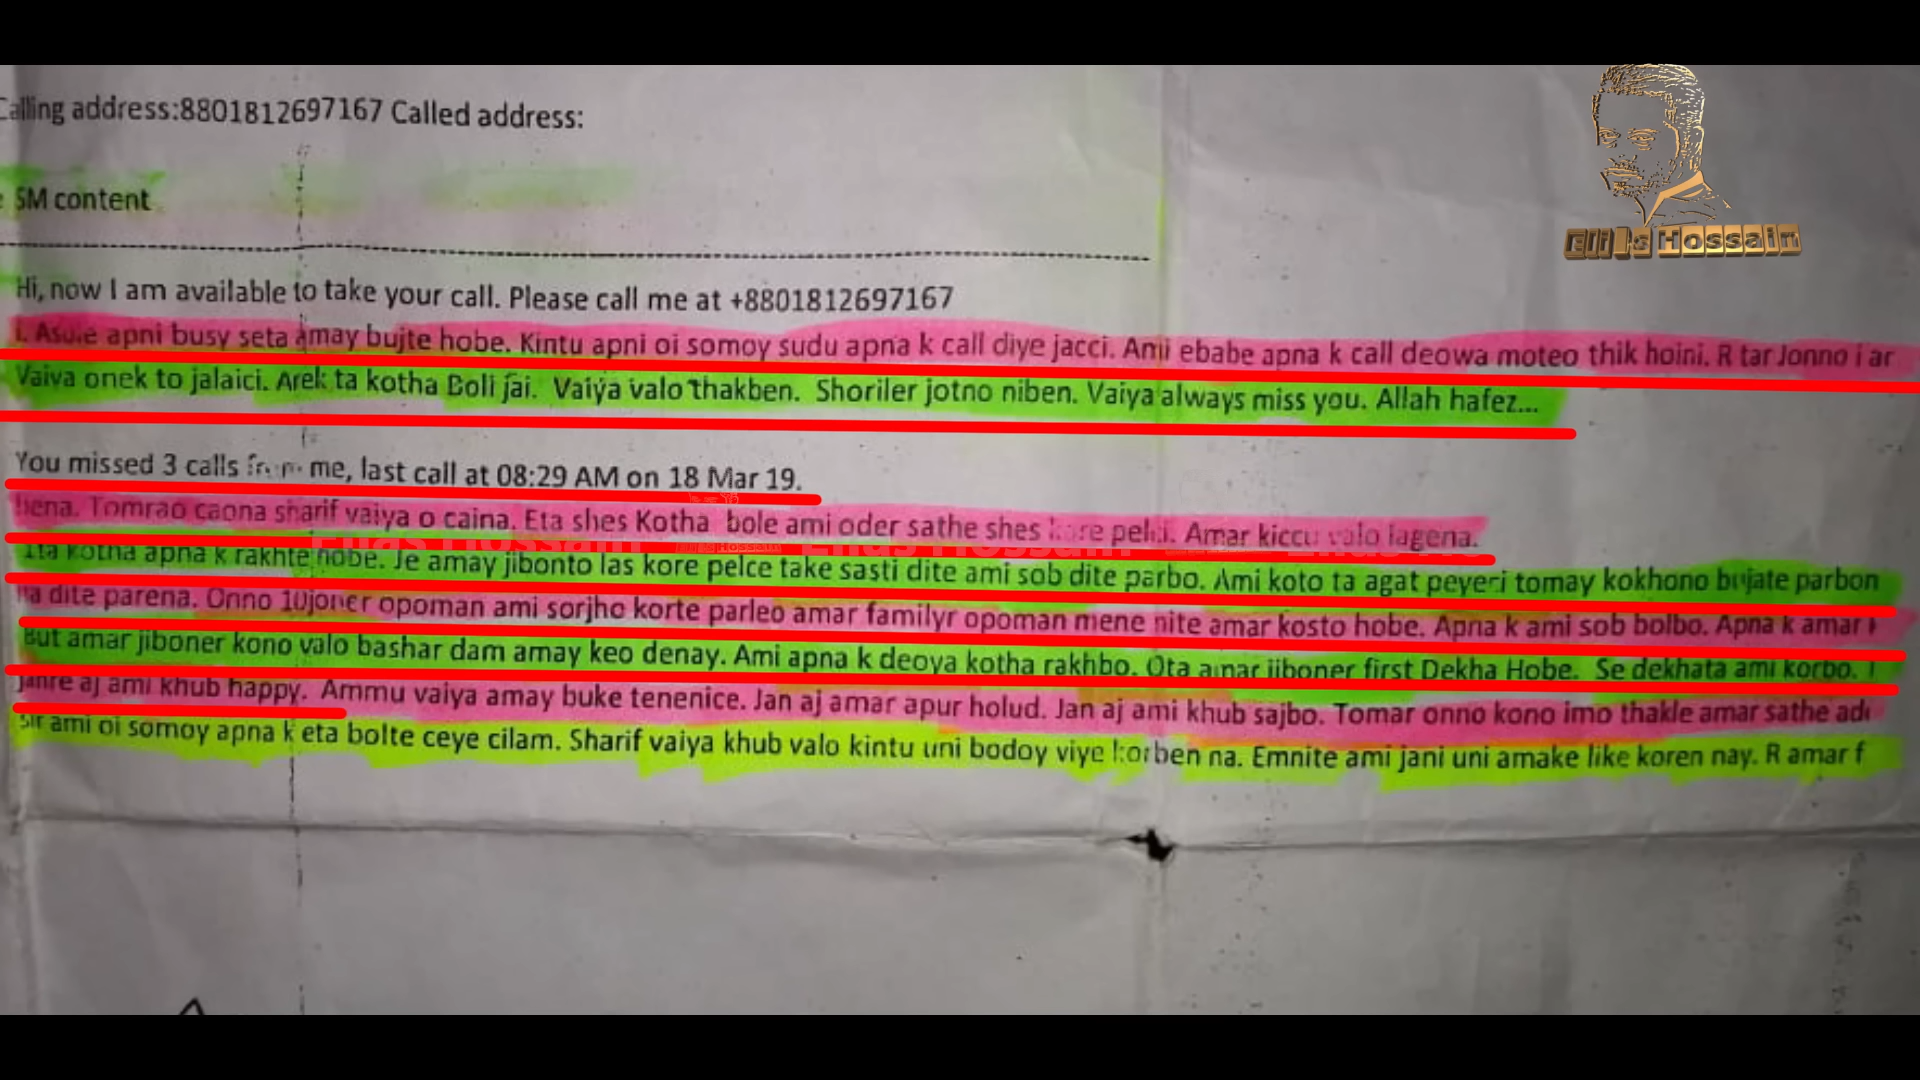 Calling address:8801812697167 Called address:
SM content
Elias Hossain
Hi, now I am available to take your call. Please call me at +8801812697167
i. Asole apni busy seta amay bujte hobe. Kintu apni oi somoy sudu apna k call diye jacci. Ami ebabe apna k call deowa moteo thik hoini. R tar Jonno i ar
Vaiya onek to jalaici. Arek ta kotha Boli jai. Vaiya valo thakben. Shoriler jotno niben. Vaiya always miss you. Allah hafez...
You missed 3 calls from me, last call at 08:29 AM on 18 Mar 19.
Tomrao caona sharif vaiya o caina. Eta shes Kotha bole ami oder sathe shes kore Amar kiccu valo lagena.
kotha apna k rakhte hobe. Je amay jibonto las kore pelce take sasti dite ami sob dite parbo. Ami koto ta agat peyeci tomay kokhono bujate parbon
na dite parena. Onno 10joner opoman ami sorjho korte parleo amar familyr opoman mene nite amar kosto hobe. Apna k ami sob bolbo. Apna k amar
But amar jiboner kono valo bashar dam amay keo denay. Ami apna k deoya kotha rakhbo. Ota amar jiboner first Dekha Hobe. Se dekhata ami korbo.
aj ami khub happy. Ammu vaiya amay buke tenenice. Jan aj amar apur holud. Jan aj ami khub sajbo. Tomar onno kono imo thakle amar sathe
Sir ami oi somoy apna k eta bolte ceye cilam. Sharif vaiya khub valo kintu uni bodoy viye korben na. Emnite ami jani uni amake like koren nay. R amar f